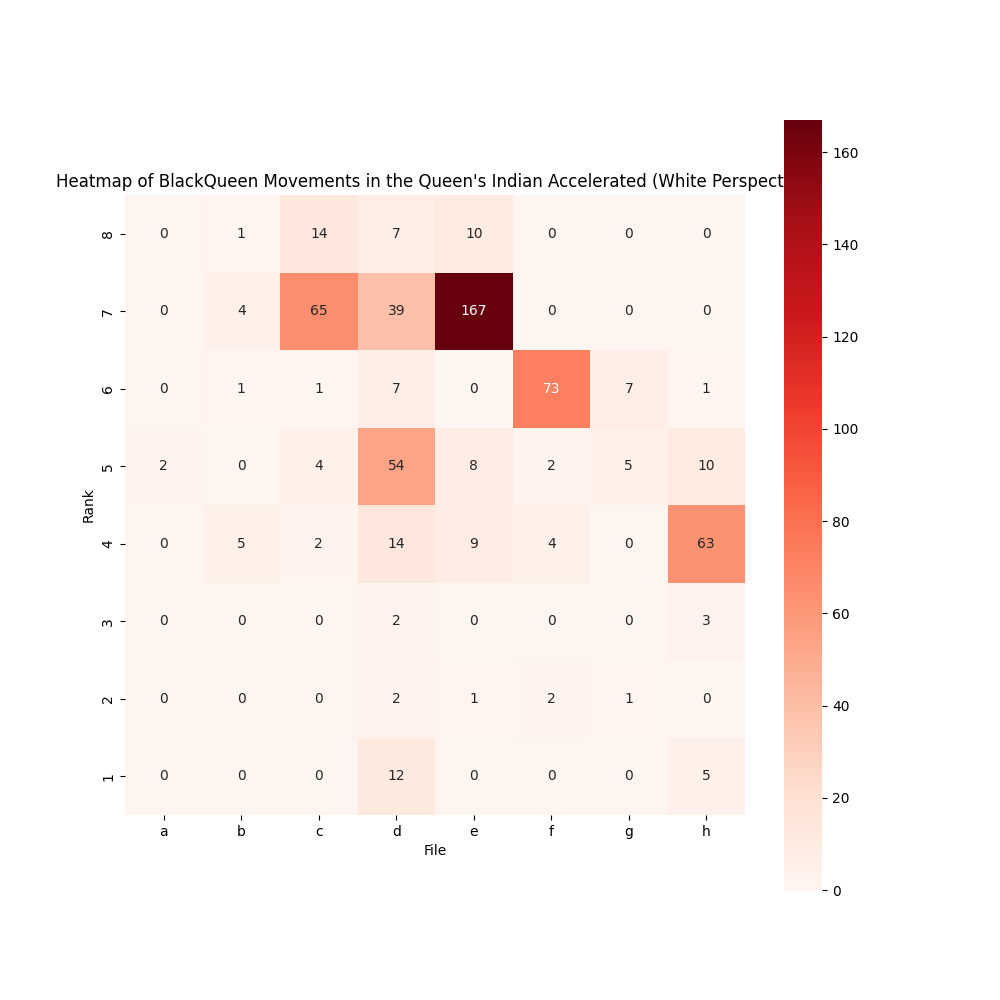 Heatmap of BlackQueen Movements in the Queen's Indian Accelerated (White Perspect
8 0 1 14 7 10 0 0 0
7 0 4 65 39 167 0 0 0
6 0 1 1 7 0 73 7 1
5 2 0 4 54 8 2 5 10
4 0 5 2 14 9 4 0 63
3 0 0 0 2 0 0 0 3
2 0 0 0 2 1 2 1 0
1 0 0 0 12 0 0 0 5
Rank
a b c d e f g h
File
160
140
120
100
80
60
40
20
0